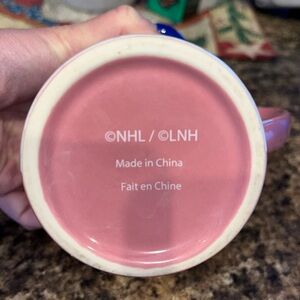 ©NHL / ©LNH
Made in China
Fait en Chine